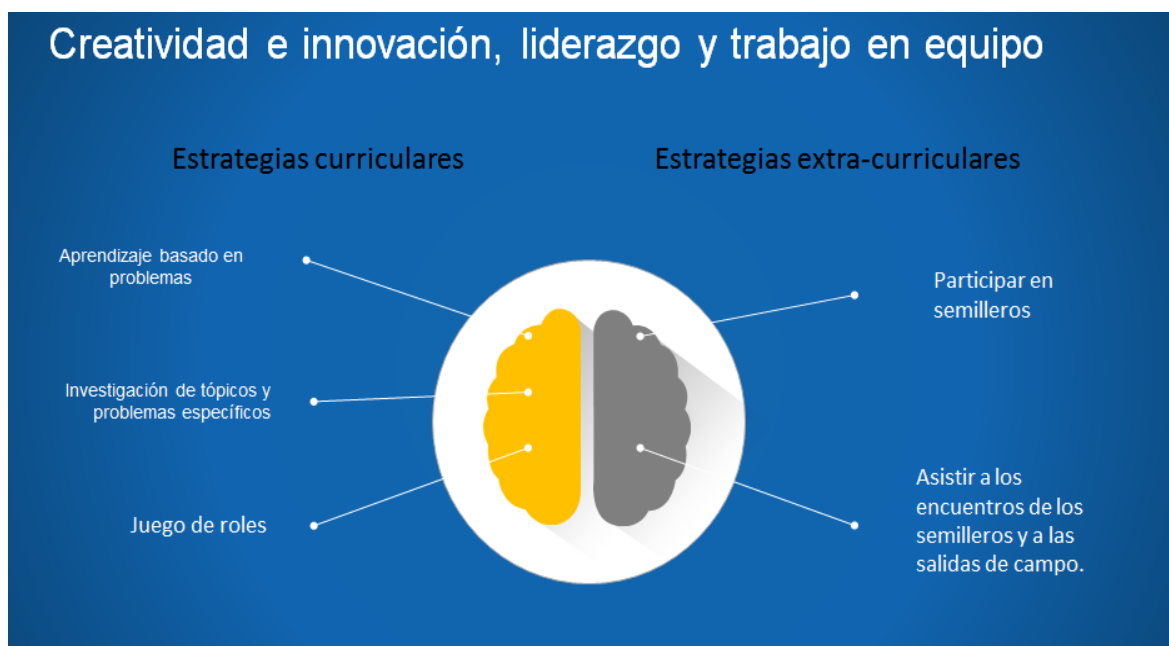 Creatividad e innovación, liderazgo y trabajo en equipo
Estrategias curriculares
Estrategias extra-curriculares
Aprendizaje basado en
problemas
Investigación de tópicos y
problemas específicos
Juego de roles
Participar en
semilleros
Asistir a los
encuentros de los
semilleros y a las
salidas de campo.